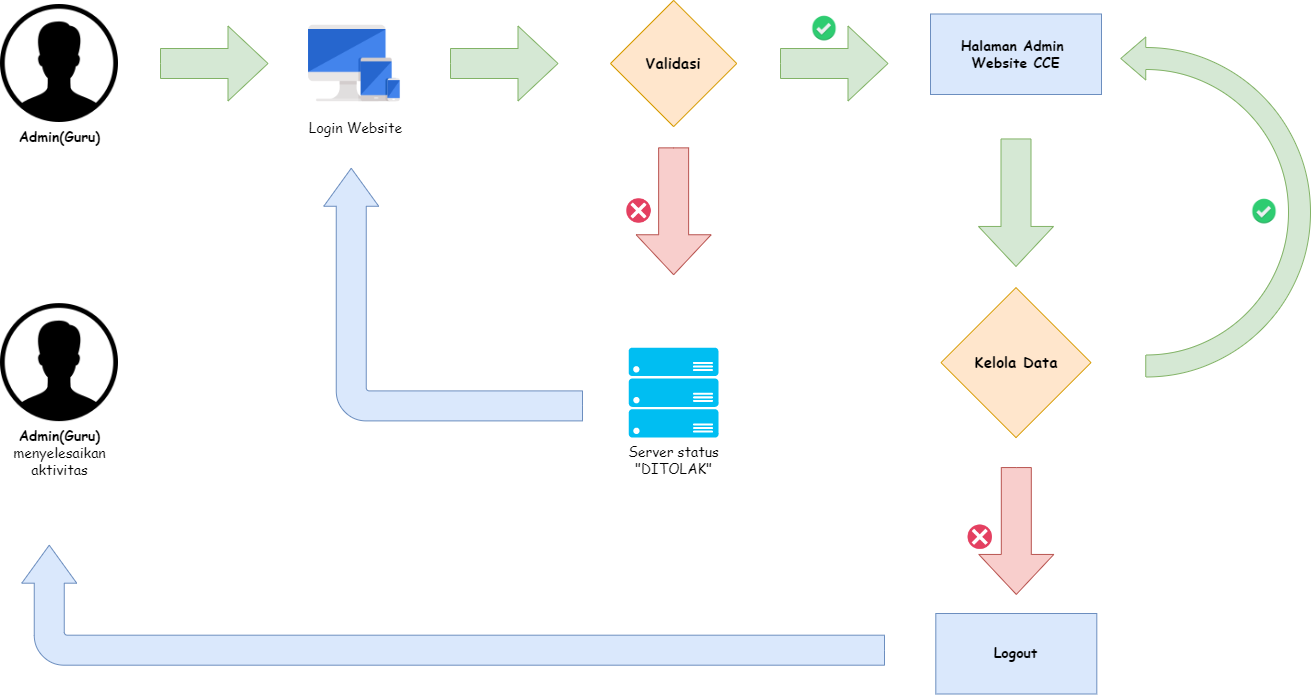 Admin(Guru)
Login Website
Validasi
Halaman Admin
Website CCE
Kelola Data
Server status
"DITOLAK"
Admin(Guru)
menyelesaikan
aktivitas
Logout